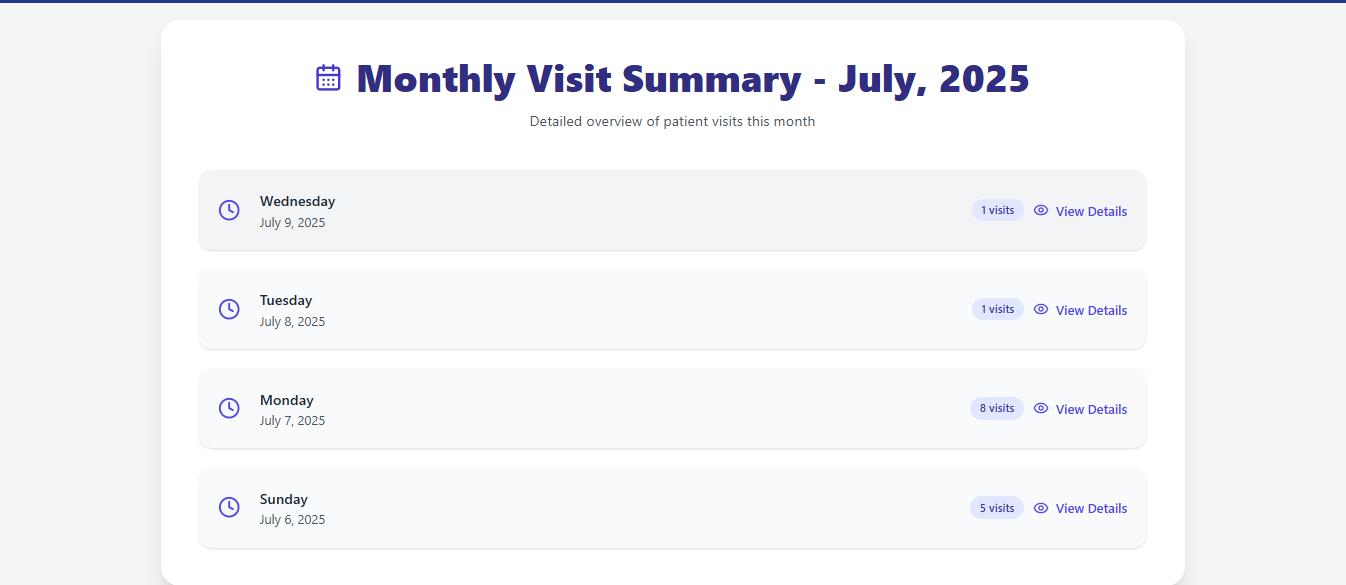 Monthly Visit Summary - July, 2025
Detailed overview of patient visits this month
Wednesday
July 9, 2025
1 visits View Details
Tuesday
July 8, 2025
1 visits View Details
Monday
July 7, 2025
8 visits View Details
Sunday
July 6, 2025
5 visits View Details